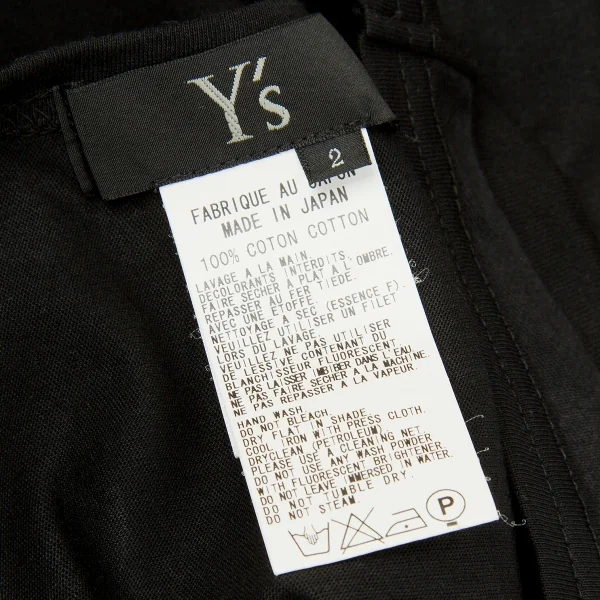 Y's
2
FABRIQUE AU JAPON
MADE IN JAPAN
100% COTON COTTON
LAVAGE A LA MAIN.
DECOLORANTS INTERDITS.
FAIRE SECHER A PLAT A L'OMBRE.
REPASSER AU FER TIEDE.
AVEC UNE ETOFFE.
NETTOYAGE A SEC (ESSENCE F).
VEUILLEZ UTILISER UN FILET
LORS DU LAVAGE.
VEUILLEZ NE PAS UTILISER
DE LESSIVE CONTENANT DU
BLANCHISSEUR FLUORESCENT.
NE PAS LAISSER IMBIBER DANS L'EAU.
NE PAS FAIRE SECHER A LA MACHINE.
NE PAS REPASSER A LA VAPEUR.
HAND WASH.
DO NOT BLEACH.
DRY FLAT IN SHADE.
COOL IRON WITH PRESS CLOTH.
DRYCLEAN (PETROLEUM).
PLEASE USE A CLEANING NET.
DO NOT USE ANY WASH POWDER
WITH FLUORESCENT BRIGHTENER.
DO NOT LEAVE IMMERSED IN WATER.
DO NOT TUMBLE DRY.
DO NOT STEAM.
P